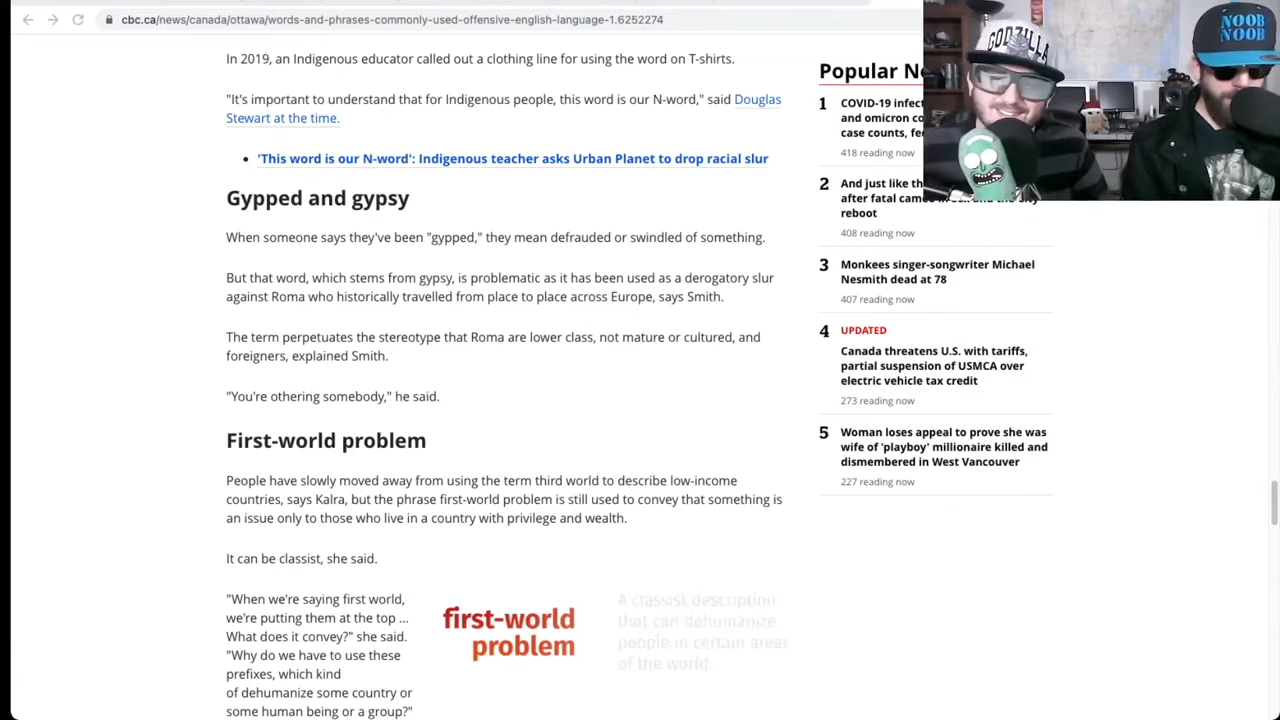 cbc.ca/news/canada/ottawa/words-and-phrases-commonly-used-offensive-english-language-1.6252274
In 2019, an Indigenous educator called out a clothing line for using the word on T-shirts.
"It's important to understand that for Indigenous people, this word is our N-word," said Douglas
Stewart at the time.
'This word is our N-word': Indigenous teacher asks Urban Planet to drop racial slur
Gypped and gypsy
When someone says they've been "gypped," they mean defrauded or swindled of something.
But that word, which stems from gypsy, is problematic as it has been used as a derogatory slur
against Roma who historically travelled from place to place across Europe, says Smith.
The term perpetuates the stereotype that Roma are lower class, not mature or cultured, and
foreigners, explained Smith.
"You're othering somebody," he said.
First-world problem
People have slowly moved away from using the term third world to describe low-income
countries, says Kalra, but the phrase first-world problem is still used to convey that something is
an issue only to those who live in a country with privilege and wealth.
It can be classist, she said.
"When we're saying first world,
we're putting them at the top ...
What does it convey?" she said.
"Why do we have to use these
prefixes, which kind
of dehumanize some country or
some human being or a group?"
first-world
problem
A classist description
that can dehumanize
people in certain areas
of the world.
Popular
1 COVID-19
and omicron
case counts,
418 reading now
2 And just like
after fatal
reboot
408 reading now
3 Monkees singer-songwriter Michael
Nesmith dead at 78
407 reading now
4 UPDATED
Canada threatens U.S. with tariffs,
partial suspension of USMCA over
electric vehicle tax credit
273 reading now
5 Woman loses appeal to prove she was
wife of 'playboy' millionaire killed and
dismembered in West Vancouver
227 reading now
GODZILLA
NOOB
NOOB